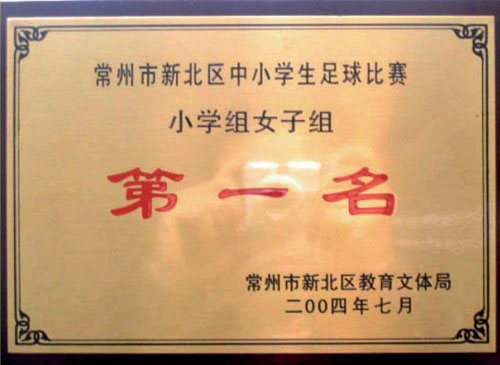 常州市新北区中小学生足球比赛
小学组女子组
第一名
常州市新北区教育文体局
二00四年七月